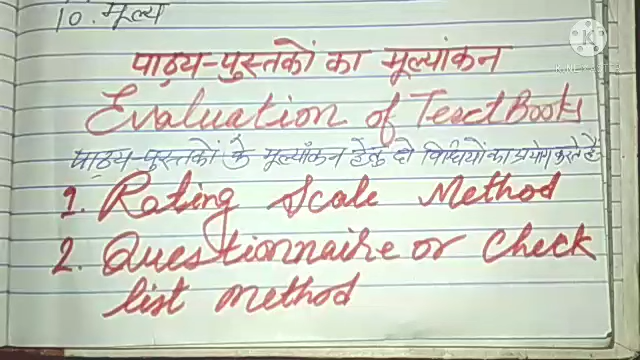 10. मूल्य
पाठ्य-पुस्तकों का मूल्यांकन
Evaluation of Text Books
पाठ्य-पुस्तकों के मूल्यांकन हेतु दो विधियों का प्रयोग करते है
1. Rating Scale Method
2. Questionnaire or Check
list method